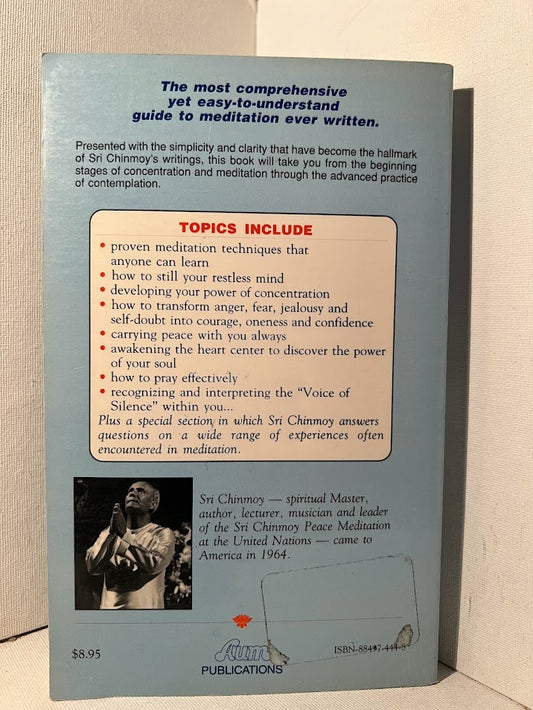 The most comprehensive
yet easy-to-understand
guide to meditation ever written.
Presented with the simplicity and clarity that have become the hallmark
of Sri Chinmoy's writings, this book will take you from the beginning
stages of concentration and meditation through the advanced practice
of contemplation.
TOPICS INCLUDE
• proven meditation techniques that
anyone can learn
• how to still your restless mind
• developing your power of concentration
• how to transform anger, fear, jealousy and
self-doubt into courage, oneness and confidence
• carrying peace with you always
• awakening the heart center to discover the power
of your soul
• how to pray effectively
• recognizing and interpreting the "Voice of
Silence" within you...
Plus a special section in which Sri Chinmoy answers
questions on a wide range of experiences often
encountered in meditation.
Sri Chinmoy — spiritual Master,
author, lecturer, musician and leader
of the Sri Chinmoy Peace Meditation
at the United Nations — came to
America in 1964.
$8.95
Aum
PUBLICATIONS
ISBN-88497-444-8